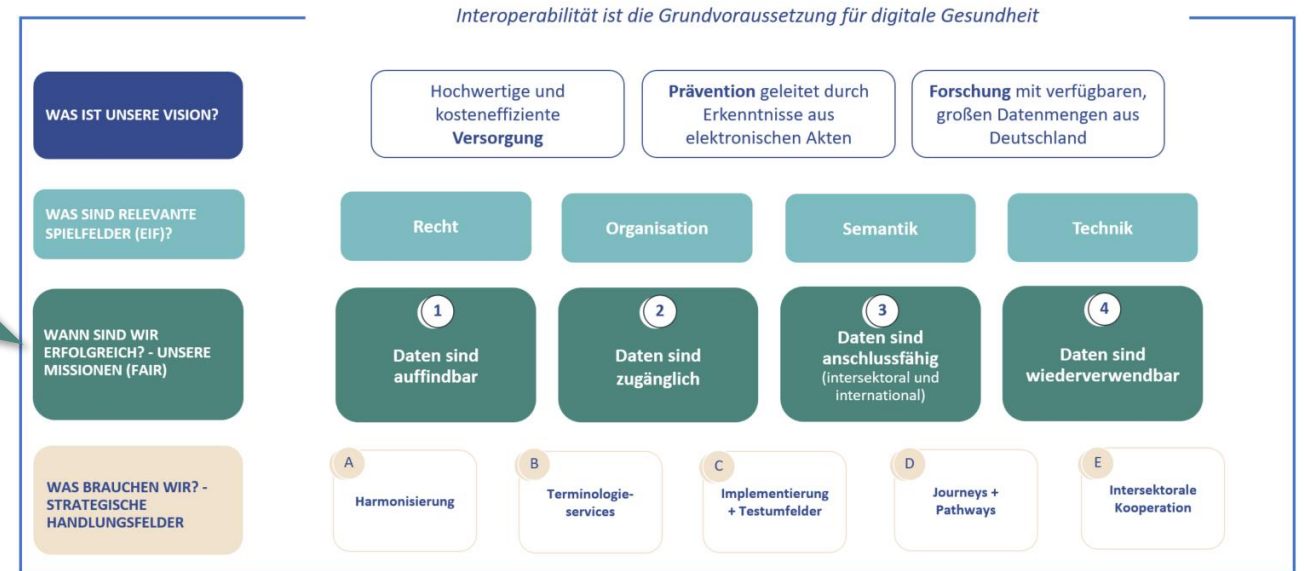 Interoperabilität ist die Grundvoraussetzung für digitale Gesundheit
WAS IST UNSERE VISION?
Hochwertige und
kosteneffiziente
Versorgung
Prävention geleitet durch
Erkenntnisse aus
elektronischen Akten
Forschung mit verfügbaren,
großen Datenmengen aus
Deutschland
WAS SIND RELEVANTE
SPIELFELDER (EIF)?
Recht
Organisation
Semantik
Technik
WANN SIND WIR
ERFOLGREICH? - UNSERE
MISSIONEN (FAIR)
1
Daten sind
auffindbar
2
Daten sind
zugänglich
3
Daten sind
anschlussfähig
(intersektoral und
international)
4
Daten sind
wiederverwendbar
WAS BRAUCHEN WIR? -
STRATEGISCHE
HANDLUNGSFELDER
A
Harmonisierung
B
Terminologie-
services
C
Implementierung
+ Testumfelder
D
Journeys +
Pathways
E
Intersektorale
Kooperation